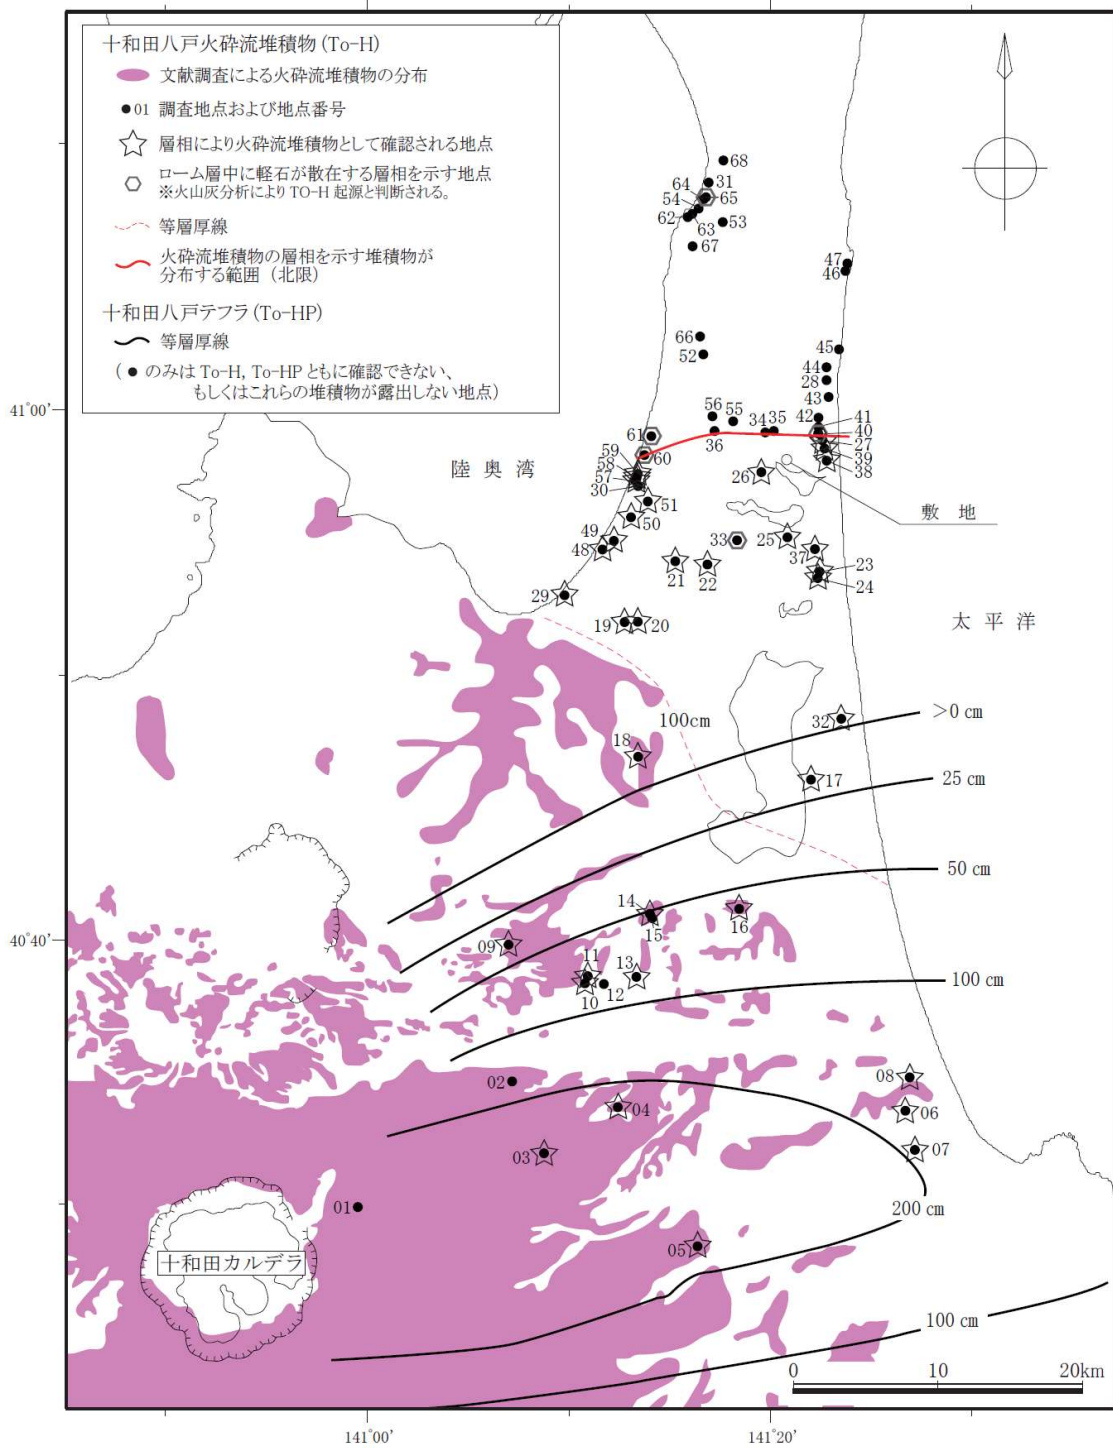 十和田八戸火砕流堆積物 (To-H)
文献調査による火砕流堆積物の分布
01 調査地点および地点番号
層相により火砕流堆積物として確認される地点
ローム層中に軽石が散在する層相を示す地点
※火山灰分析により TO-H 起源と判断される。
等層厚線
火砕流堆積物の層相を示す堆積物が
分布する範囲 (北限)
十和田八戸テフラ (To-HP)
等層厚線
( ● のみは To-H, To-HP ともに確認できない、
もしくはこれらの堆積物が露出しない地点)
68
31
64
65
54
62
63
53
67
47
46
66
52
45
44
28
43
41°00′
56
55
34
35
42
41
40
36
61
27
39
38
60
59
58
57
30
陸奥湾
26
敷 地
51
50
49
48
33
25
37
23
24
21
22
29
19
20
太平洋
100cm
32
>0 cm
18
17
25 cm
50 cm
14
15
16
40°40′
09
11
10
12
13
100 cm
02
04
08
06
03
07
01
200 cm
05
十和田カルデラ
100 cm
0
10
20km
141°00′
141°20′